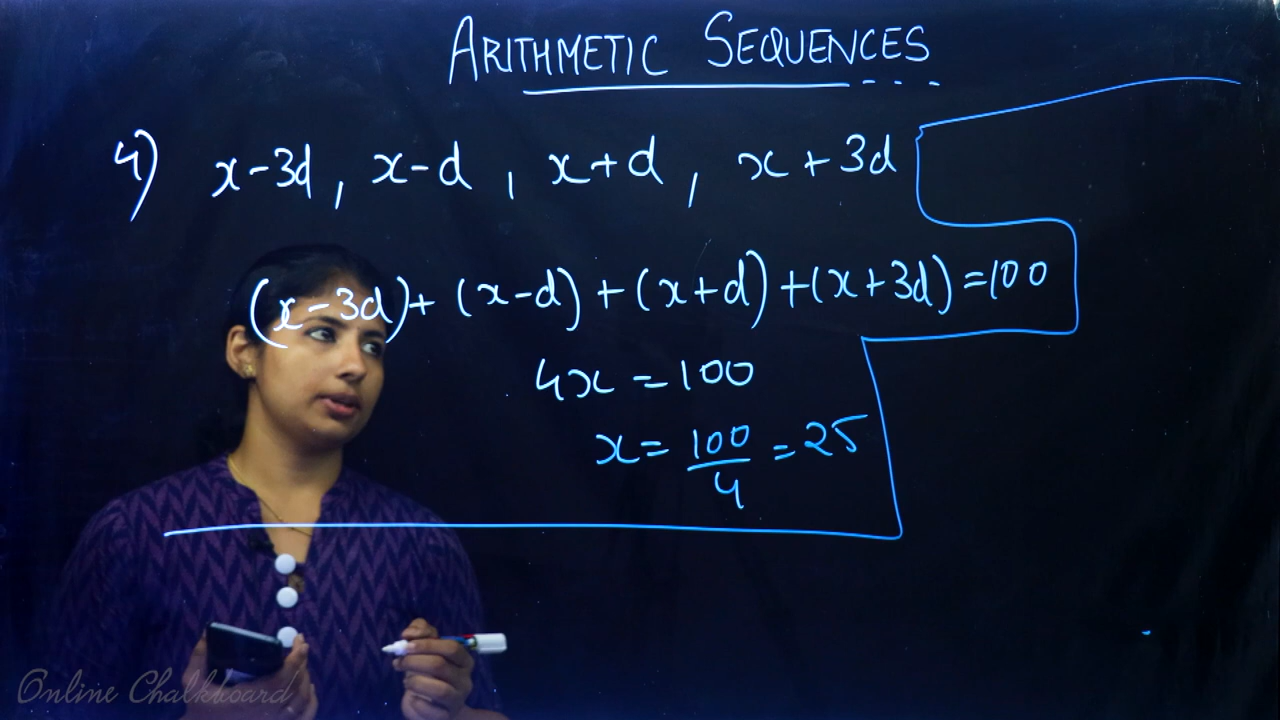 ARITHMETIC SEQUENCES
4) x-3d, x-d, x+d, x+3d
(x-3d)+(x-d)+(x+d)+(x+3d)=100
4x=100
x=100/4=25
Online Chalkboard